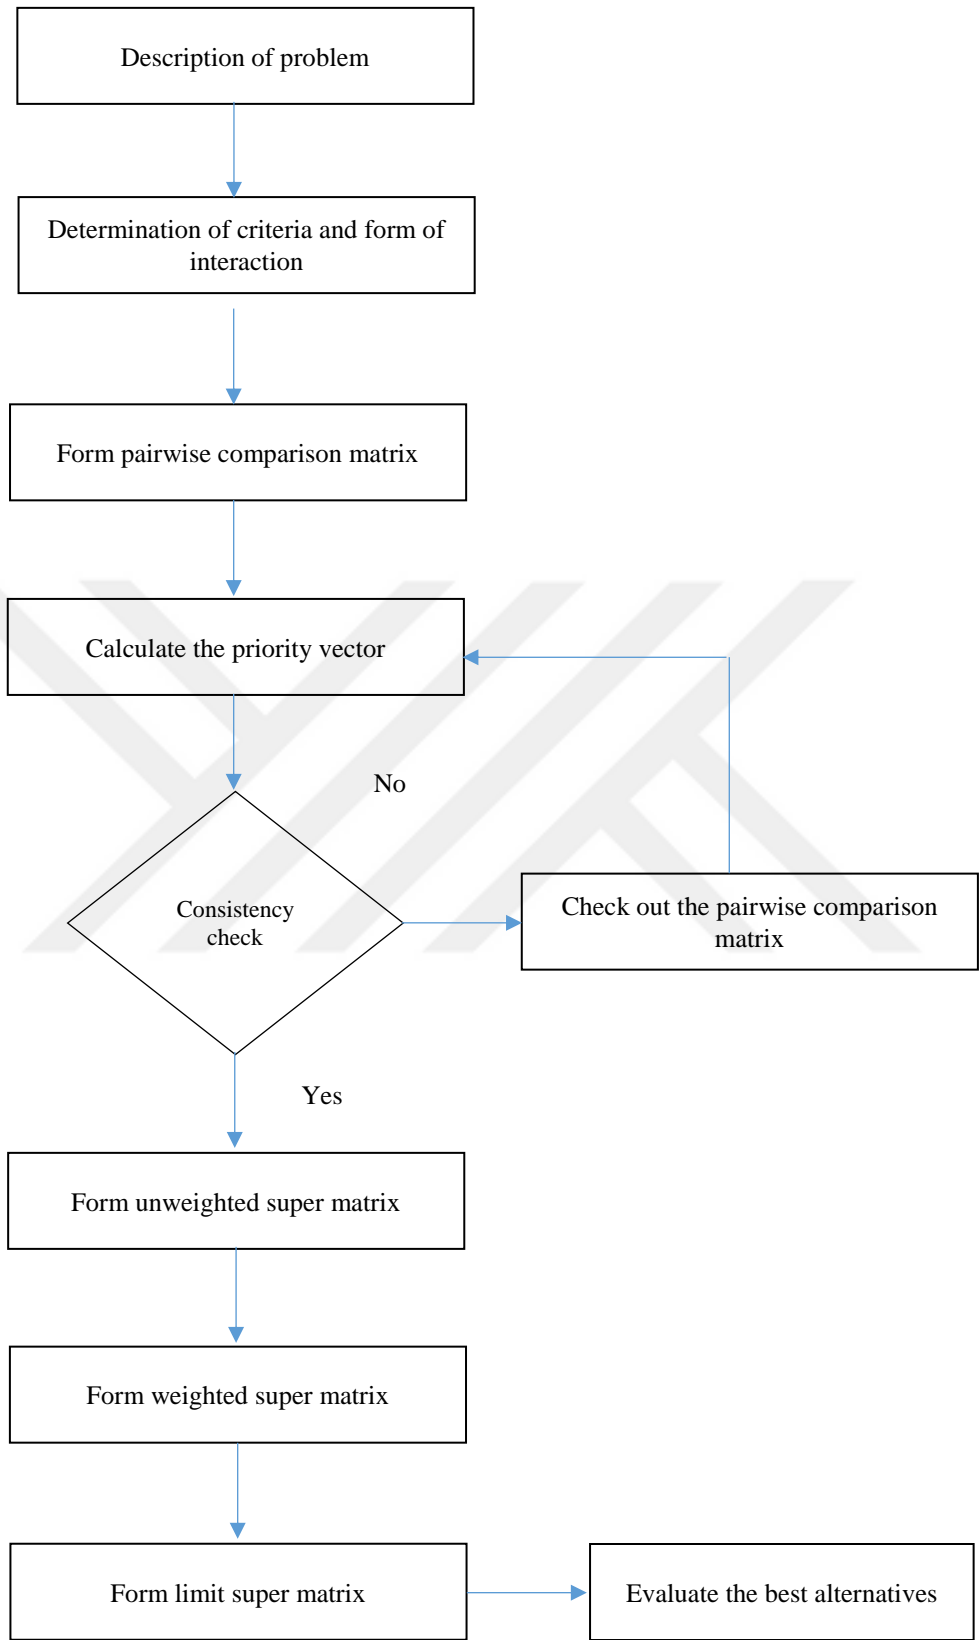 Description of problem
Determination of criteria and form of
interaction
Form pairwise comparison matrix
Calculate the priority vector
No
Consistency
check
Check out the pairwise comparison
matrix
Yes
Form unweighted super matrix
Form weighted super matrix
Form limit super matrix
Evaluate the best alternatives